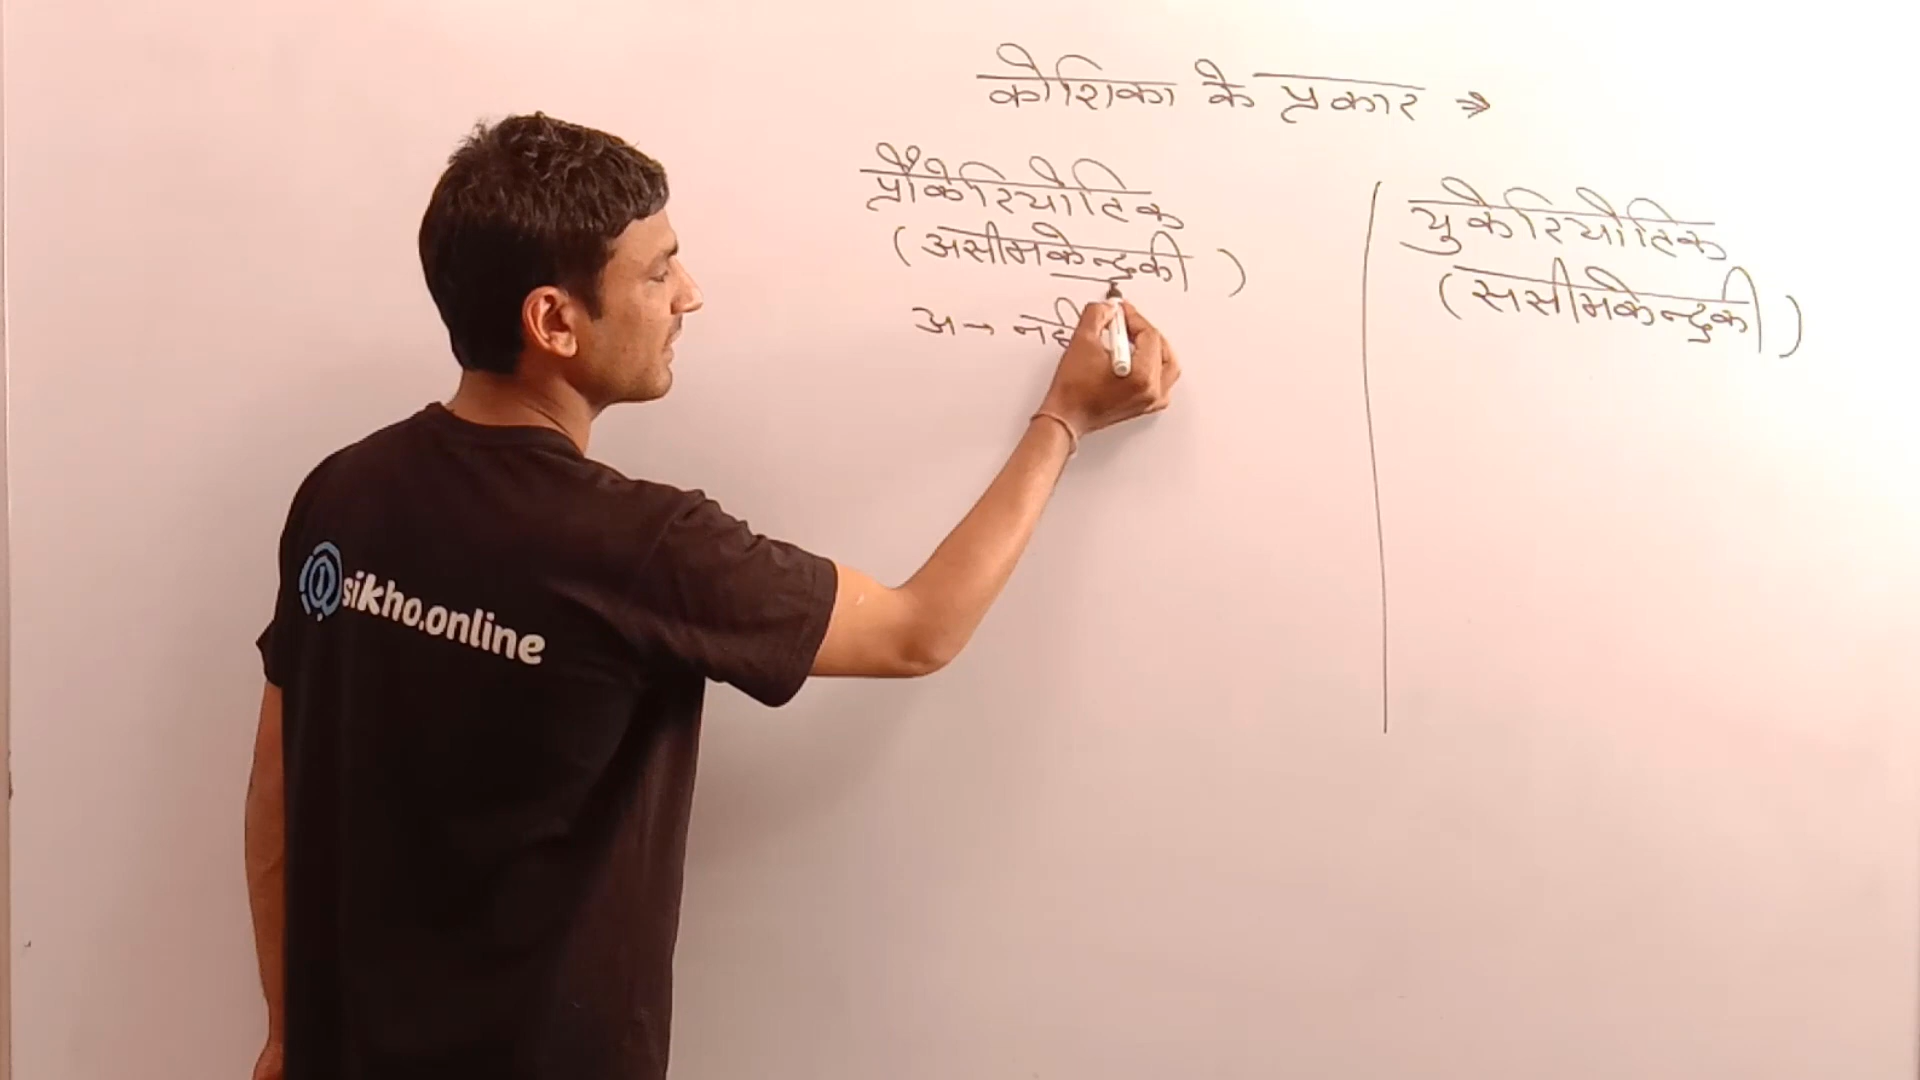 कोशिका के प्रकार →
प्रौकेरियोटिक
(असीमकेन्द्रकी)
अ → नहीं
युकेरियोटिक
(ससीमकेन्द्रकी)
sikho.online